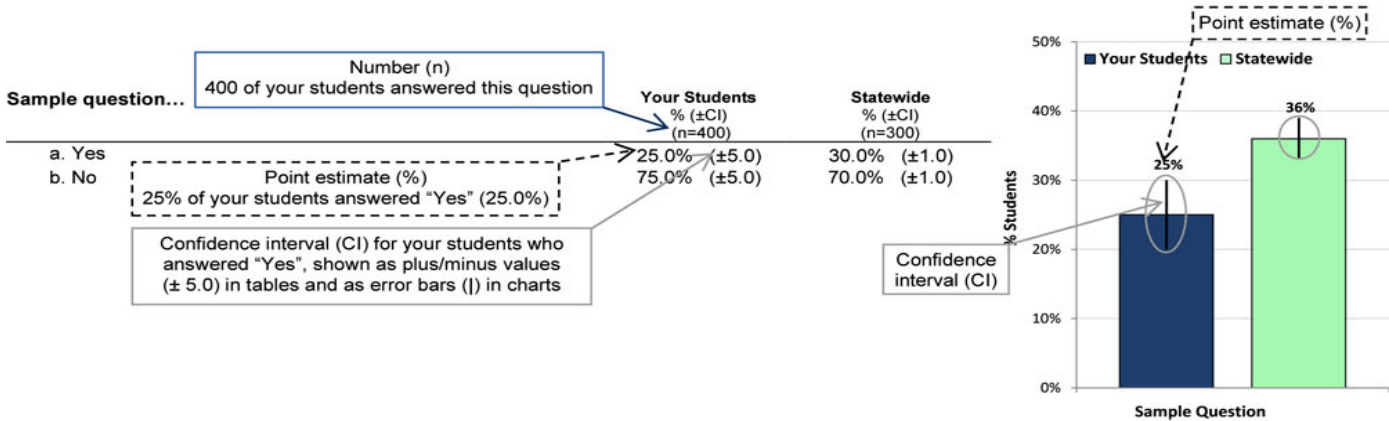 Number (n)
400 of your students answered this question
Sample question…
Your Students
% (±CI)
(n=400)
Statewide
% (±CI)
(n=300)
a. Yes
25.0% (±5.0)
30.0% (±1.0)
b. No
75.0% (±5.0)
70.0% (±1.0)
Point estimate (%)
25% of your students answered “Yes” (25.0%)
Confidence interval (CI) for your students who
answered “Yes”, shown as plus/minus values
(± 5.0) in tables and as error bars (|) in charts
Point estimate (%)
Your Students
Statewide
50%
40%
30%
20%
10%
0%
% Students
25%
36%
Confidence
interval (CI)
Sample Question